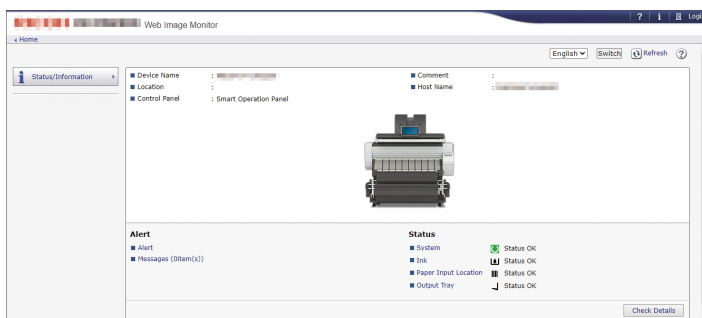 Web Image Monitor
? i Logi
Home
English Switch Refresh ?
Status/Information
Device Name : Comment :
Location : Host Name :
Control Panel : Smart Operation Panel
Alert Status
Alert System Status OK
Messages (0item(s)) Ink Status OK
Paper Input Location Status OK
Output Tray Status OK
Check Details